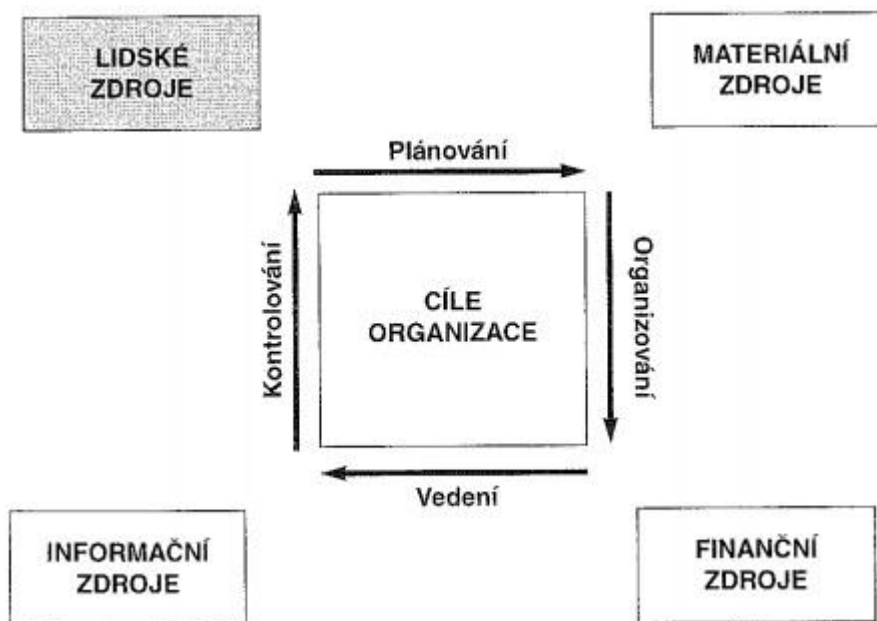 LIDSKÉ
ZDROJE
MATERIÁLNÍ
ZDROJE
Plánování
Kontrolování
CÍLE
ORGANIZACE
Organizování
Vedení
INFORMAČNÍ
ZDROJE
FINANČNÍ
ZDROJE